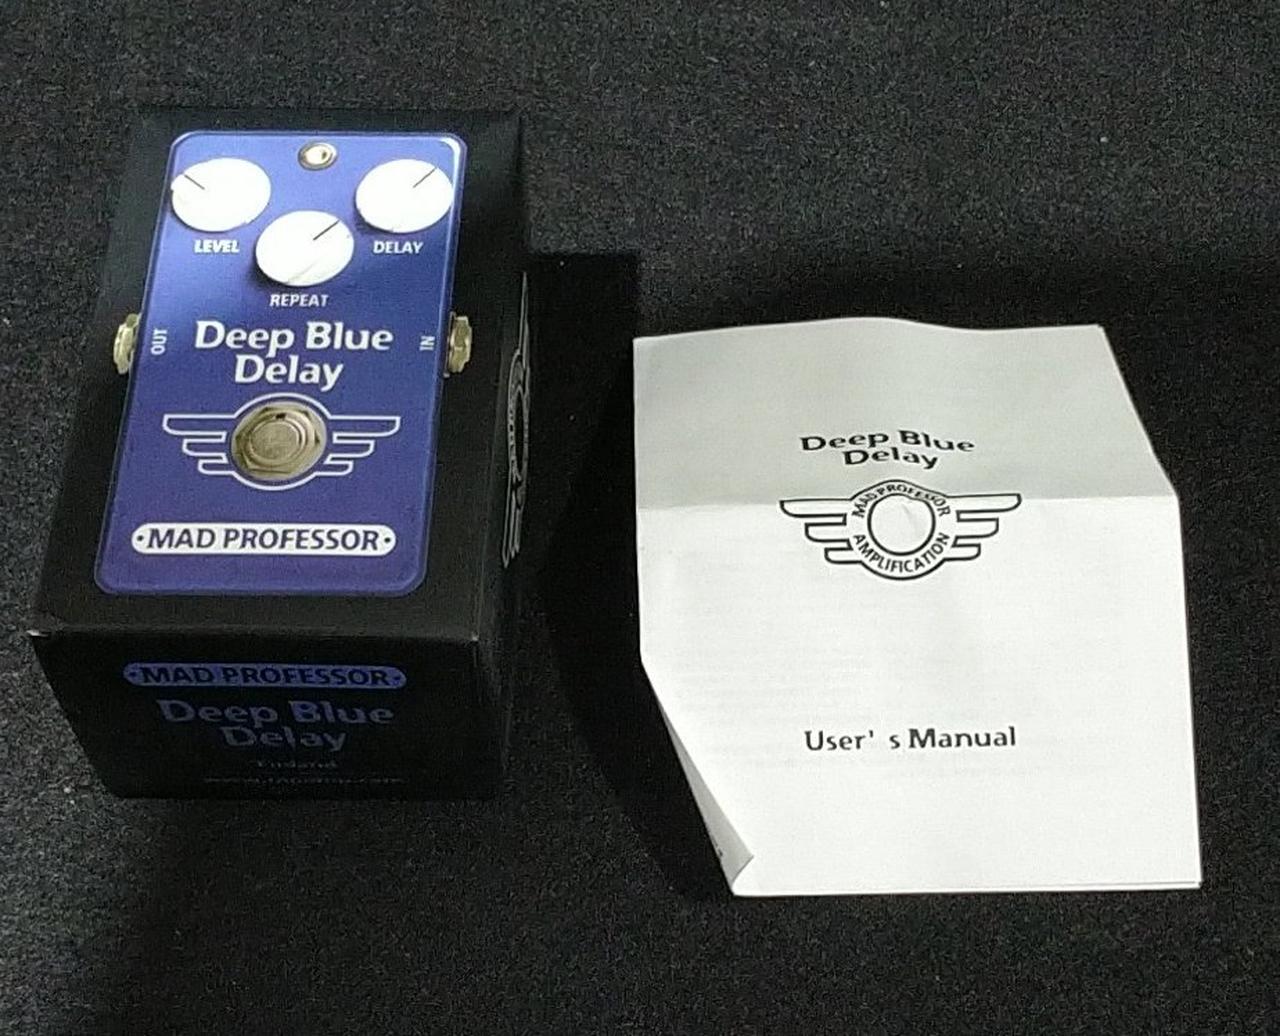 LEVEL
DELAY
REPEAT
OUT
IN
Deep Blue
Delay
·MAD PROFESSOR·
·MAD PROFESSOR·
Deep Blue
Delay
Finland
Deep Blue
Delay
MAD PROFESSOR
AMPLIFICATION
User' s Manual